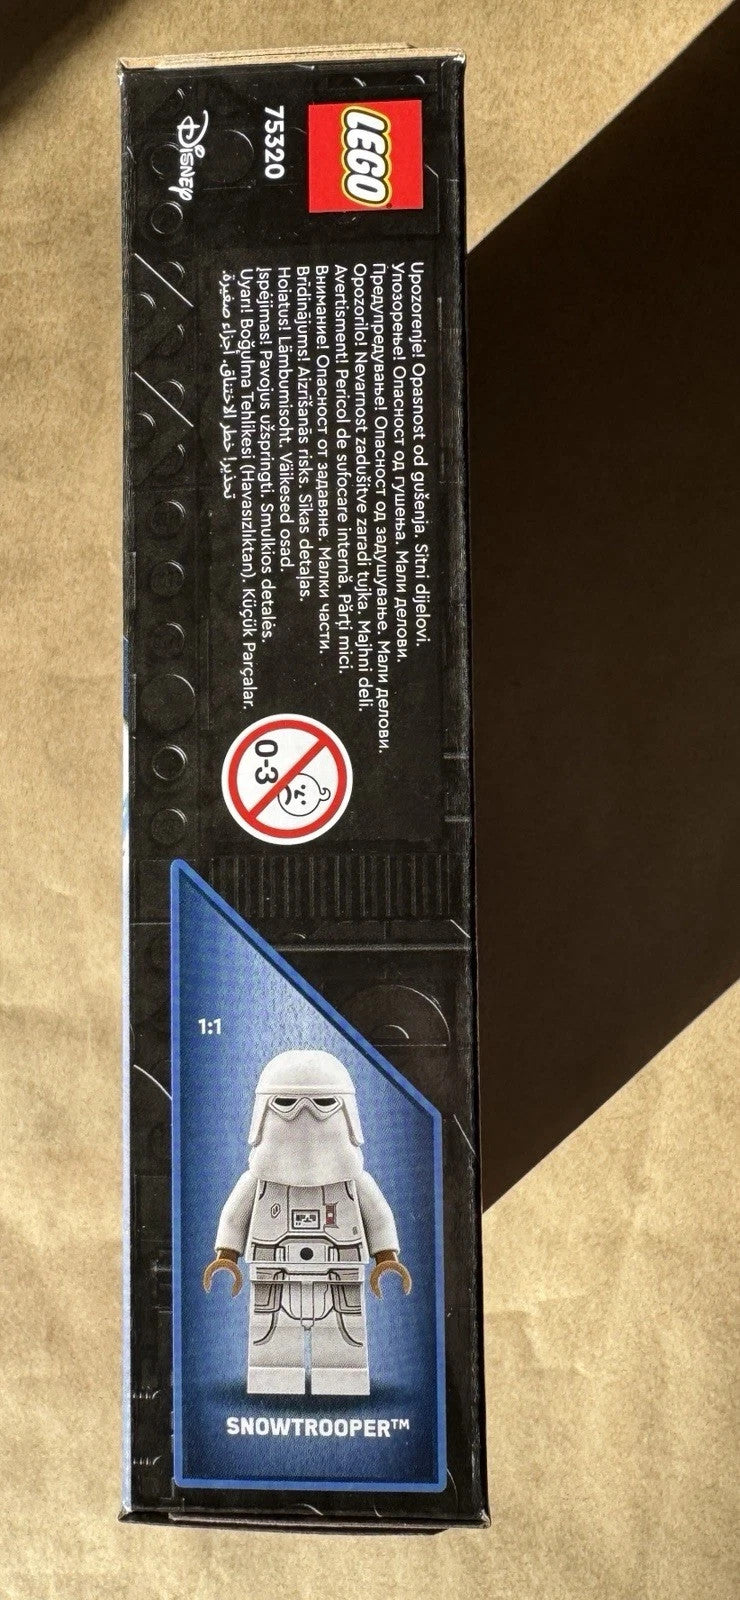 LEGO
75320
Disney
Upozorenje! Opasnost od gušenja. Sitni dijelovi.
Упозорење! Опасност од гушења. Мали делови.
Предупредување! Опасност од задушување. Мали делови.
Opozorilo! Nevarnost zadušitve zaradi tujka. Majhni deli.
Avertisment! Pericol de sufocare internă. Părți mici.
Внимание! Опасност от задавяне. Малки части.
Brīdinājums! Aizrīšanās risks. Sīkas detaļas.
Hoiatus! Lämbumisoht. Väikesed osad.
Įspėjimas! Pavojus užspringti. Smulkios detalės.
Uyarı! Boğulma Tehlikesi (Havasızlıktan). Küçük Parçalar.
تحذير! خطر الاختناق. أجزاء صغيرة.
0-3
1:1
SNOWTROOPER™